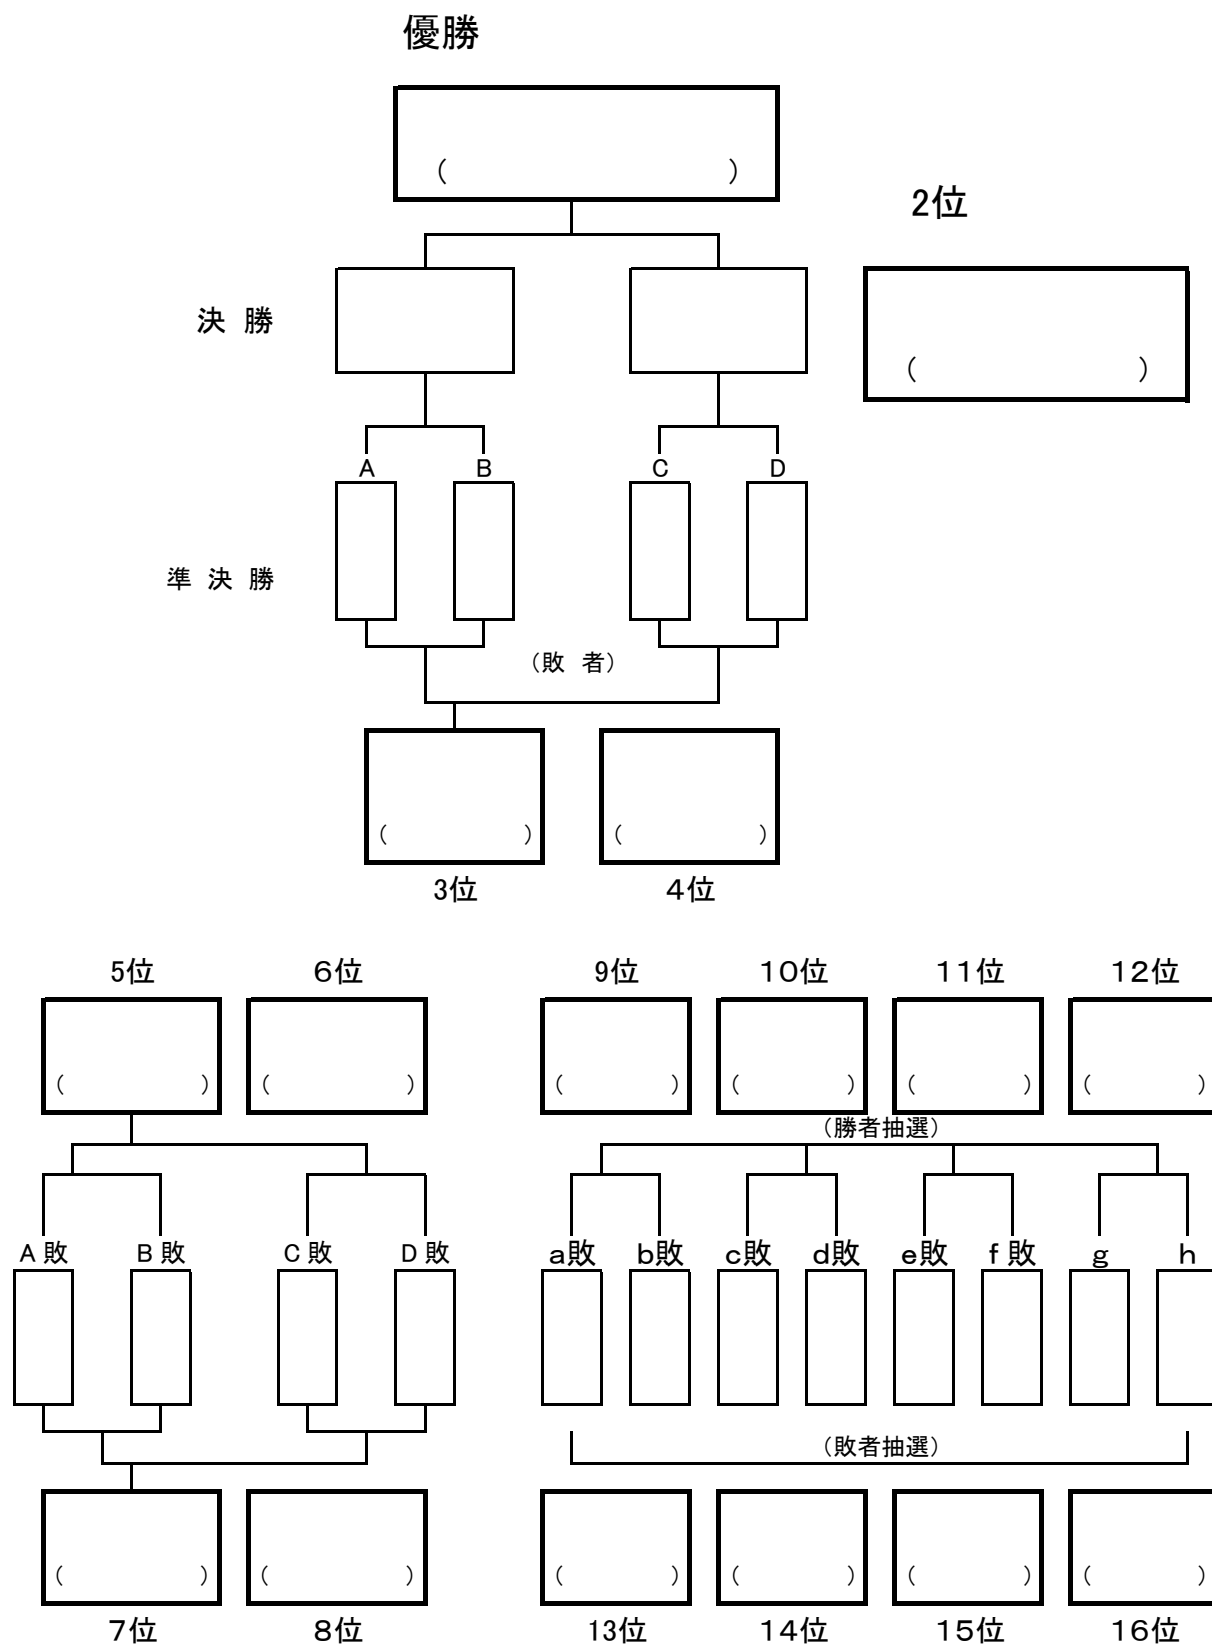 優勝
(　　　　)
2位
決 勝
(　　　　)
A B C D
準 決 勝
(敗 者)
(　　　　) (　　　　)
3位 4位
5位 6位 9位 10位 11位 12位
(　　　　) (　　　　) (　　　　) (　　　　) (　　　　) (　　　　)
(勝者抽選)
A 敗 B 敗 C 敗 D 敗 a敗 b敗 c敗 d敗 e敗 f 敗 g h
(敗者抽選)
(　　　　) (　　　　) (　　　　) (　　　　) (　　　　) (　　　　)
7位 8位 13位 14位 15位 16位